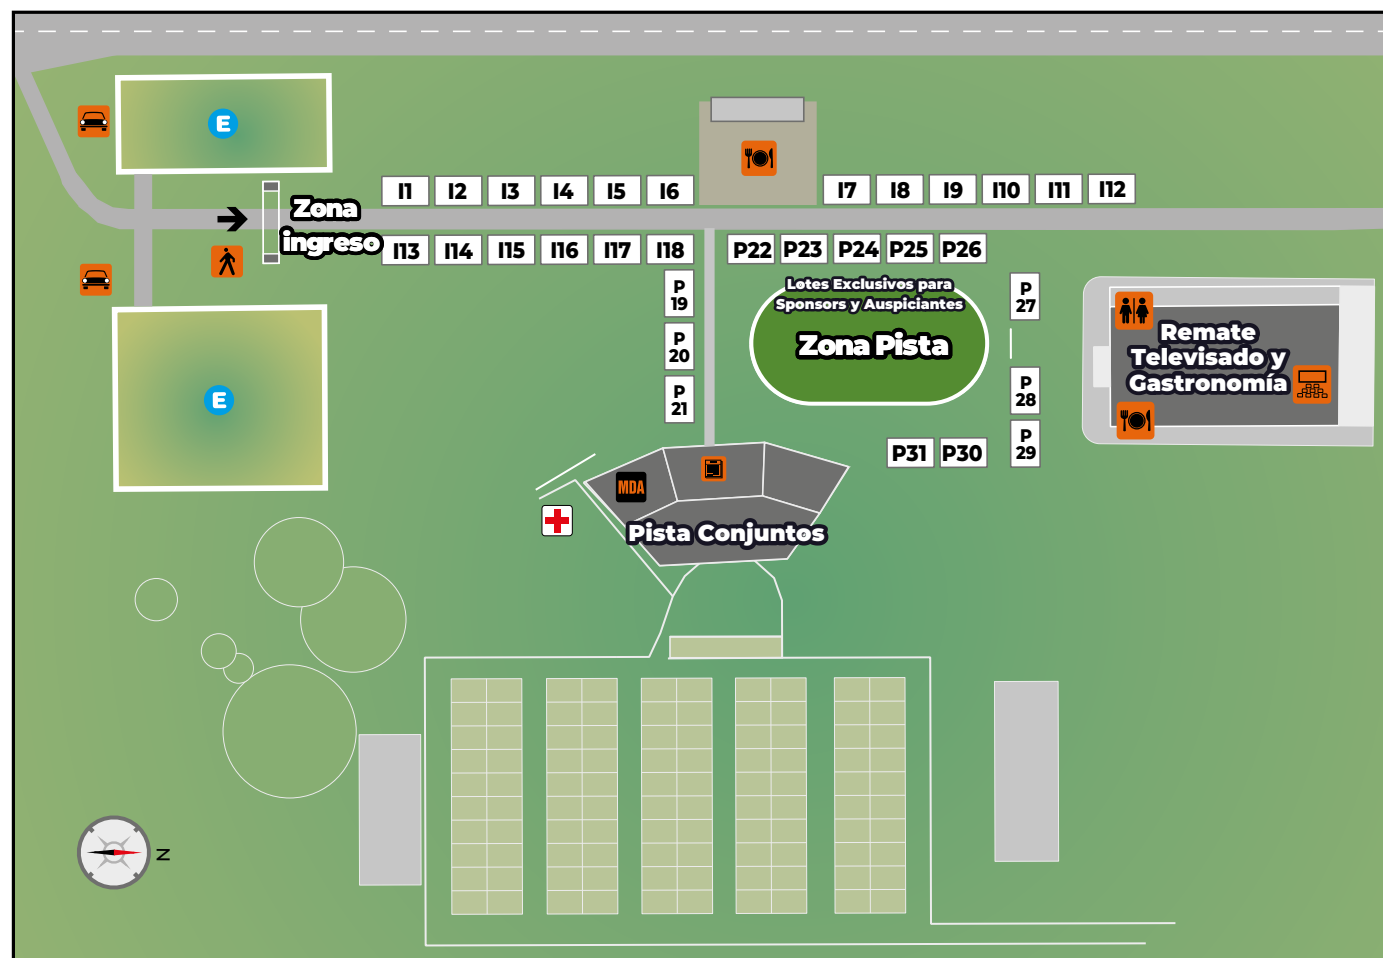 E
I1 I2 I3 I4 I5 I6
I7 I8 I9 I10 I11 I12
Zona
ingreso
I13 I14 I15 I16 I17 I18
P22 P23 P24 P25 P26
P
19
P
20
P
21
Lotes Exclusivos para
Sponsors y Auspiciantes
Zona Pista
P
27
P
28
P
29
P31 P30
Remate
Televisado y
Gastronomía
E
MDA
Pista Conjuntos
N